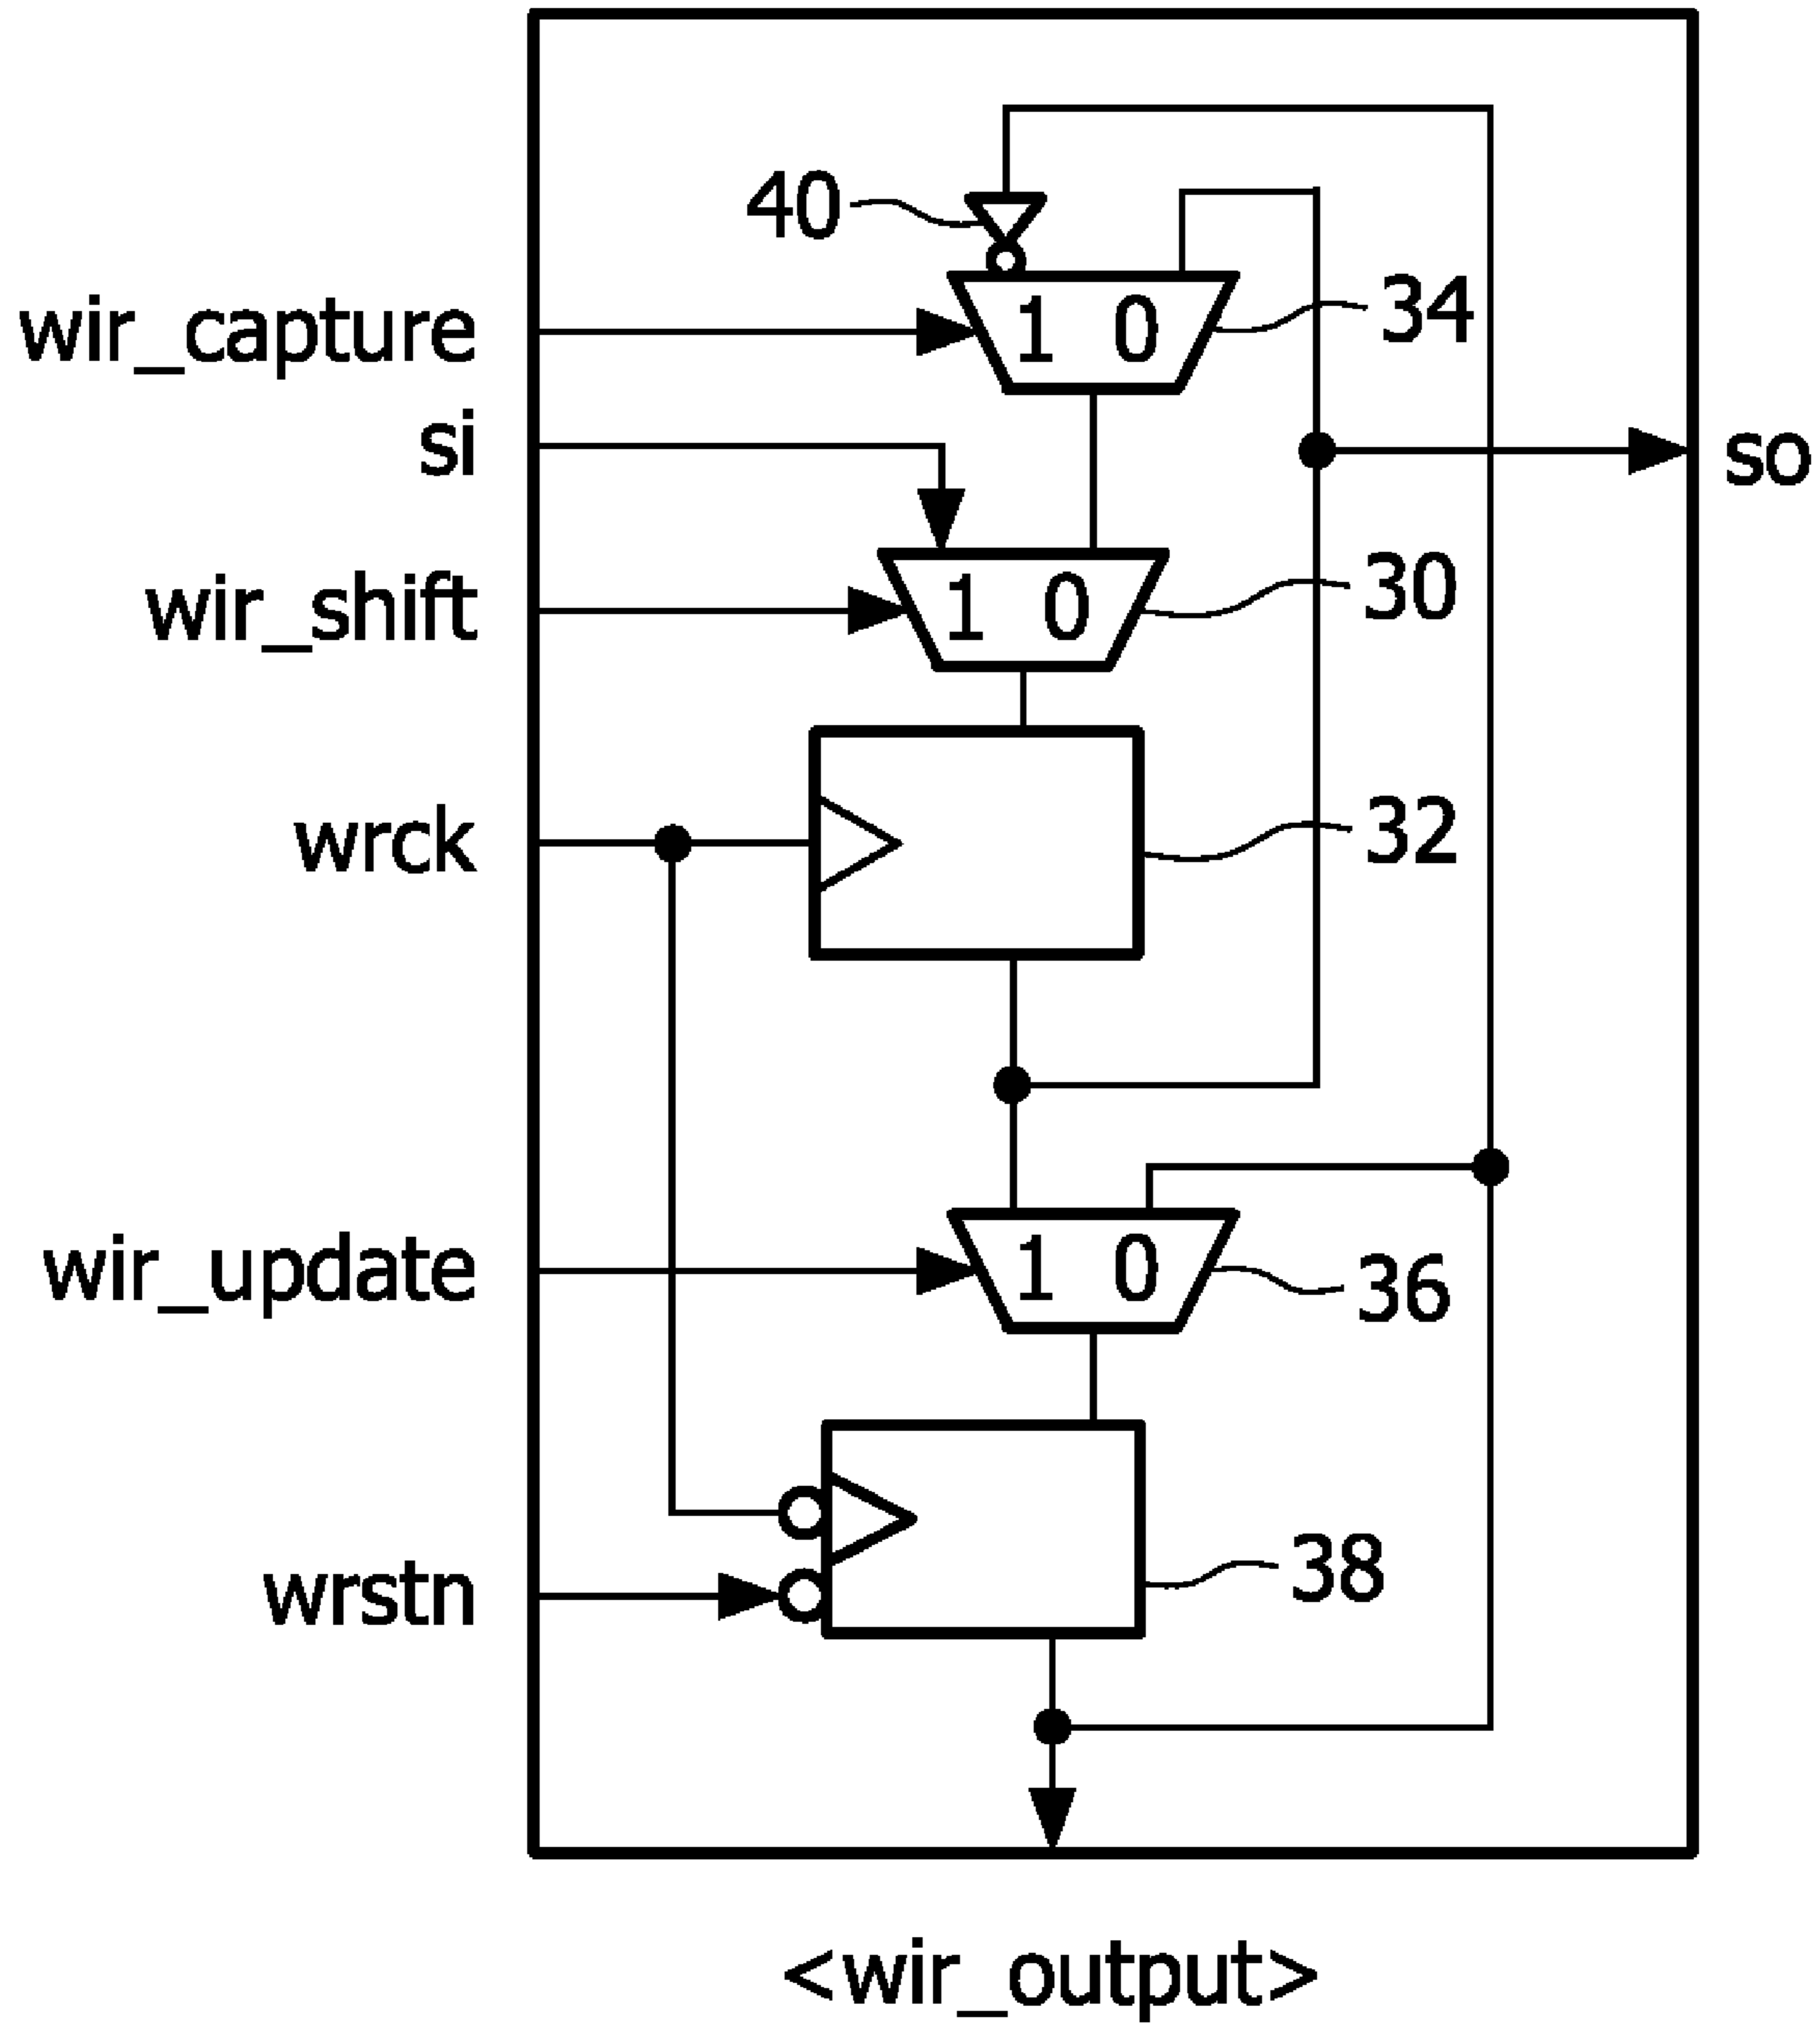 40
1 0
34
wir_capture
si
so
wir_shift
1 0
30
wrck
32
wir_update
1 0
36
wrstn
38
<wir_output>